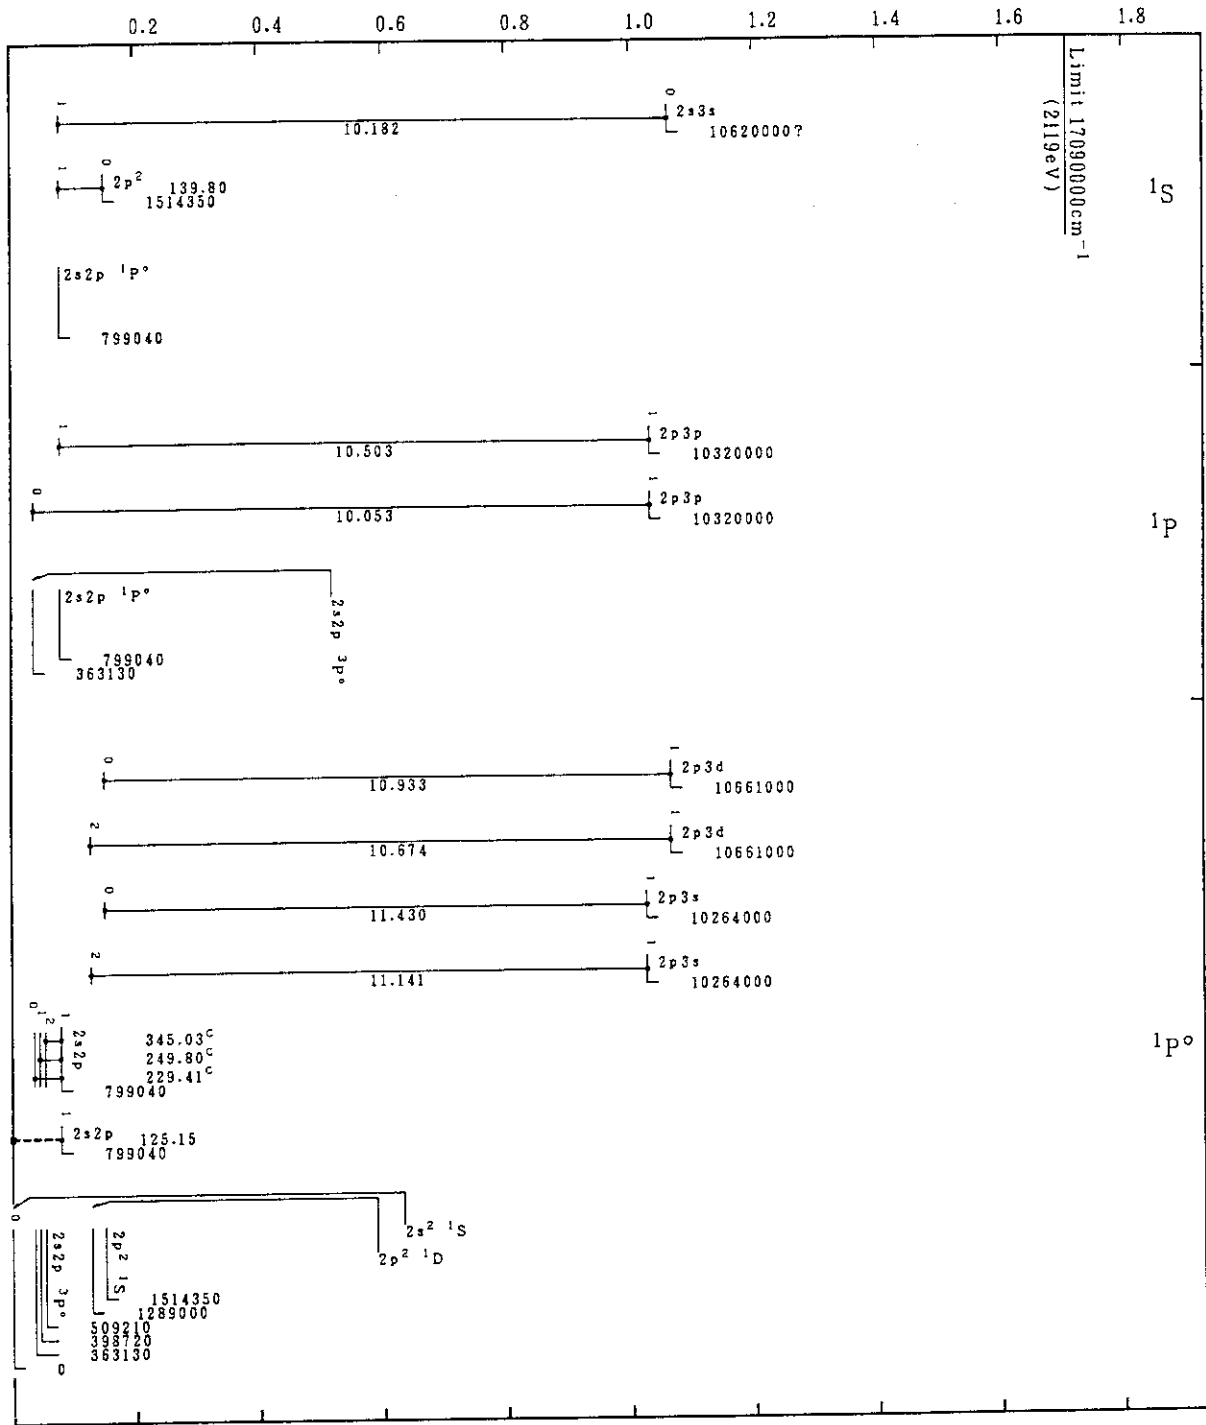 0.2 0.4 0.6 0.8 1.0 1.2 1.4 1.6 1.8
Limit 17090000cm⁻¹
(2119eV)
¹S
1 0 2s3s
10.182
10620000?
1 0 2p² 139.80
1514350
2s2p ¹P°
799040
¹P
1 1 2p3p
10.503
10320000
0 1 2p3p
10.053
10320000
2s2p ¹P°
2s2p ³P°
799040
363130
¹P°
0 1 2p3d
10.933
10661000
2 1 2p3d
10.674
10661000
0 1 2p3s
11.430
10264000
2 1 2p3s
11.141
10264000
0 1 2 1
2s2p
345.03ᶜ
249.80ᶜ
229.41ᶜ
799040
1
2s2p 125.15
799040
0
2s² ¹S
2p² ¹D
2p² ¹S
2s2p ³P°
1514350
1289000
509210
398720
363130
0